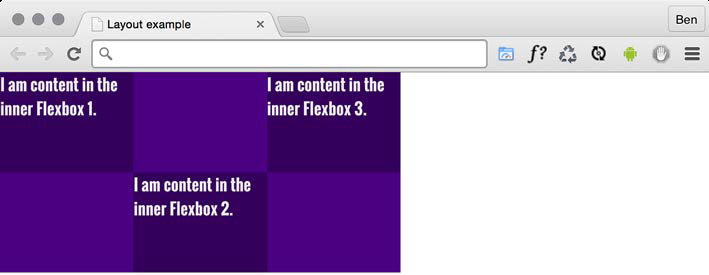 Layout example
Ben
f?
I am content in the
inner Flexbox 1.
I am content in the
inner Flexbox 3.
I am content in the
inner Flexbox 2.